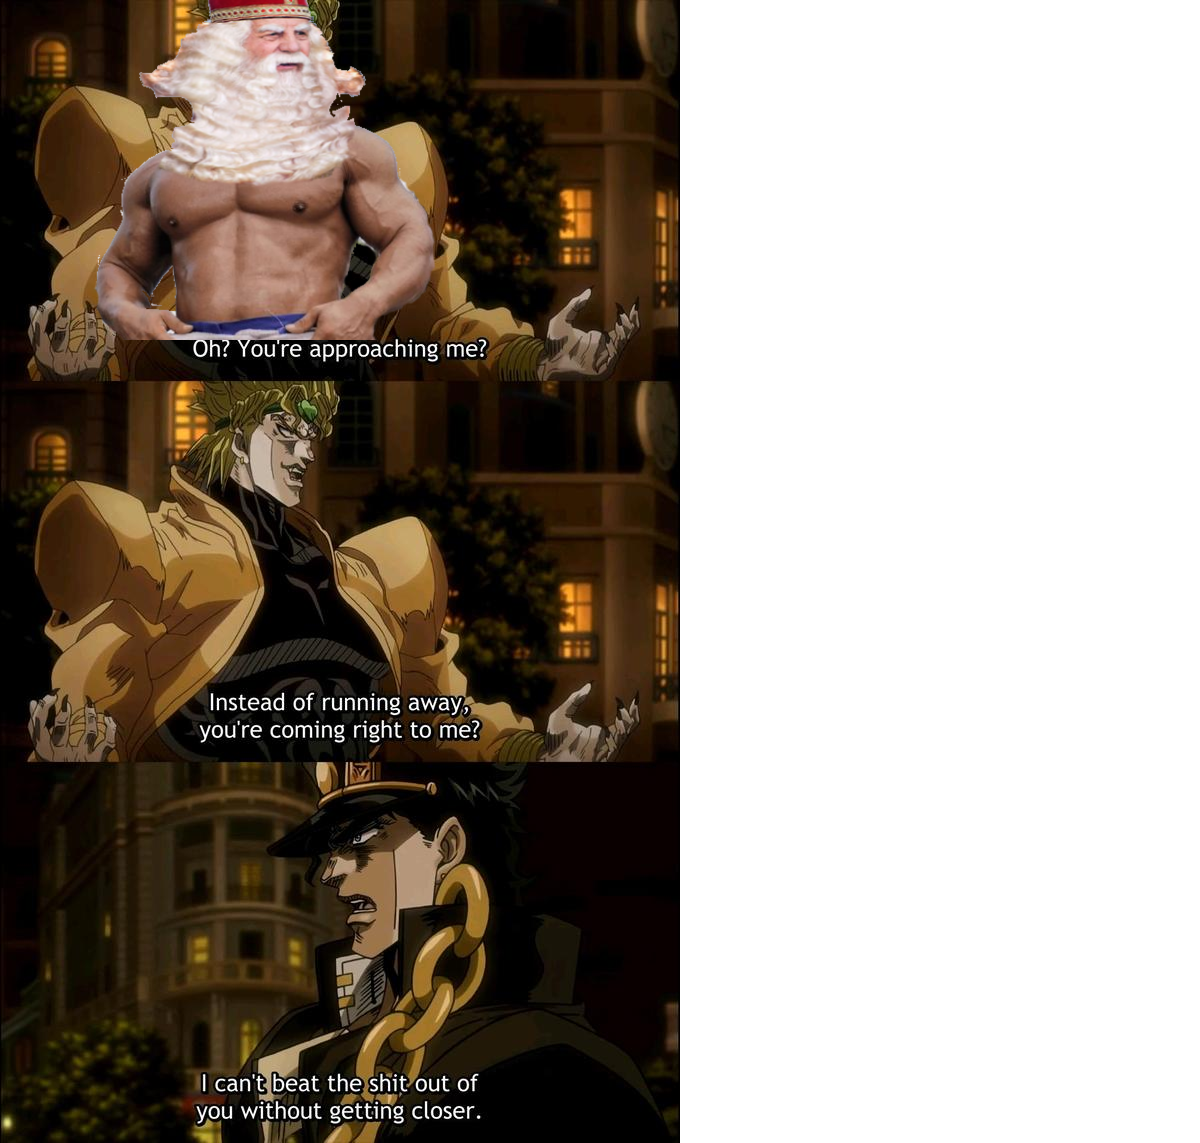 Oh? You're approaching me?
Instead of running away,
you're coming right to me?
I can't beat the shit out of
you without getting closer.